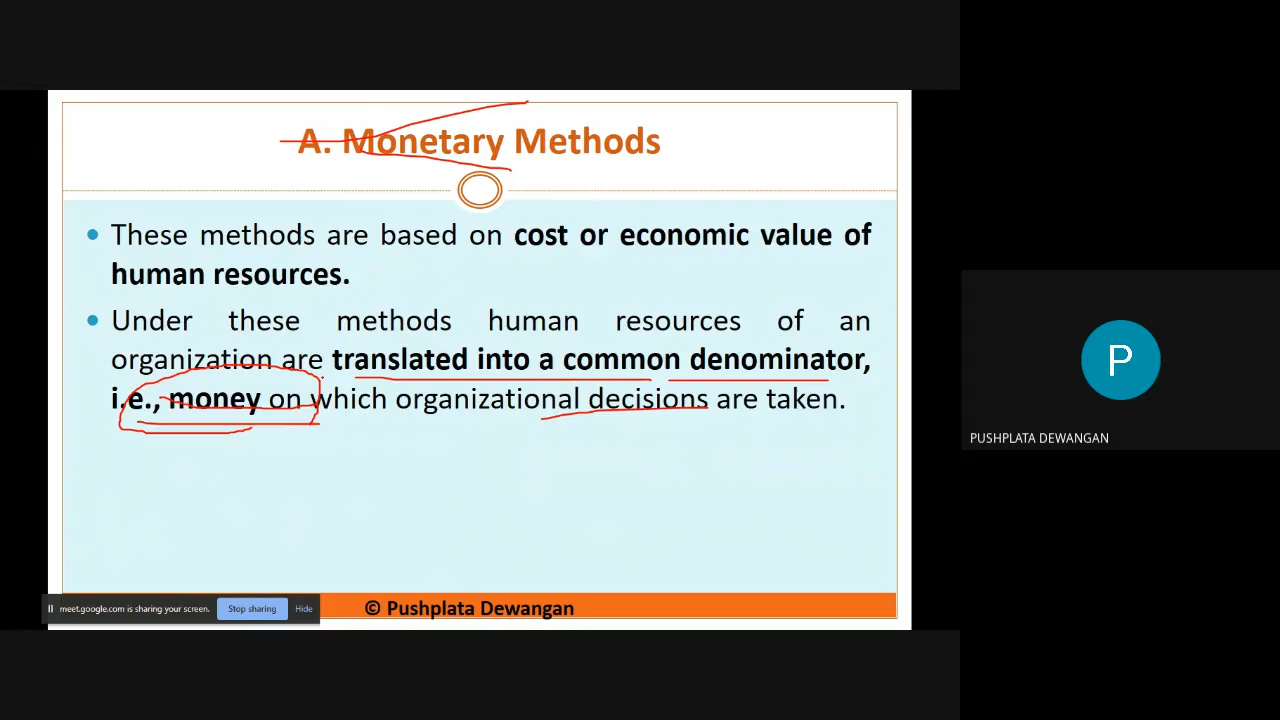 A. Monetary Methods
• These methods are based on cost or economic value of
human resources.
• Under these methods human resources of an
organization are translated into a common denominator,
i.e., money on which organizational decisions are taken.
P
PUSHPLATA DEWANGAN
meet.google.com is sharing your screen. Stop sharing Hide
© Pushplata Dewangan